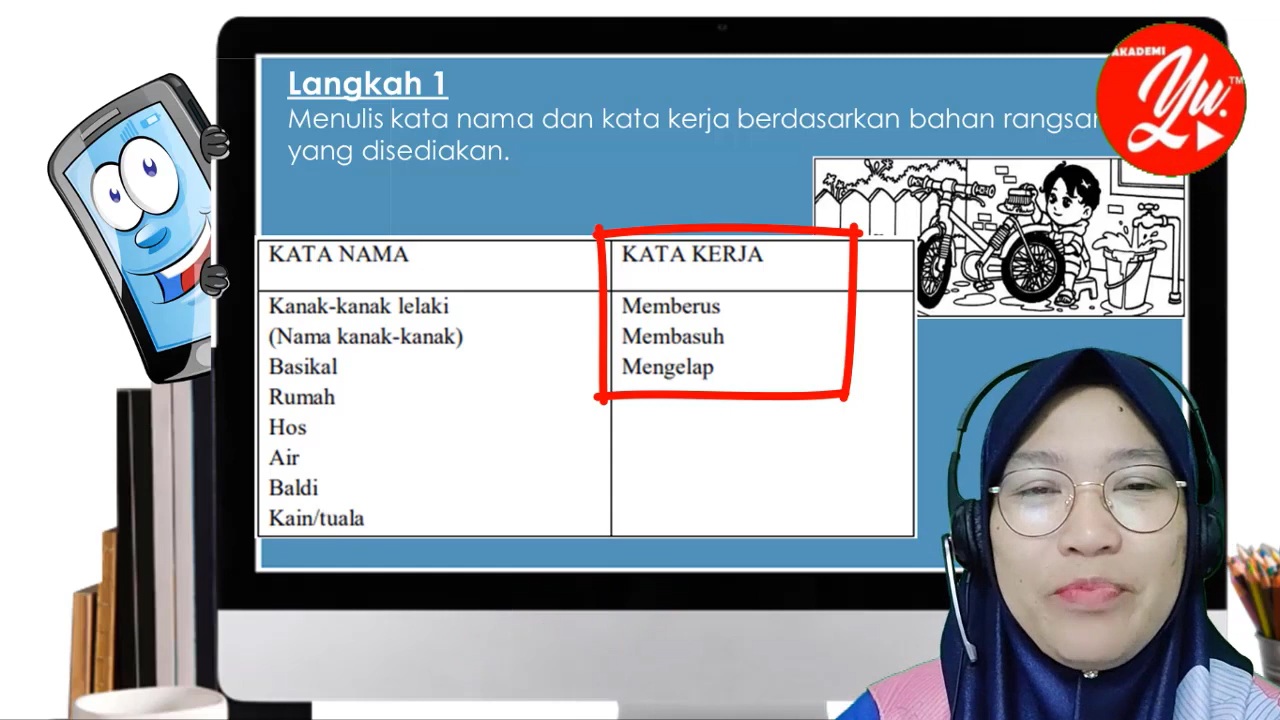 Langkah 1
Menulis kata nama dan kata kerja berdasarkan bahan
yang disediakan.
AKADEMI
Yu.
TM
KATA NAMA
KATA KERJA
Kanak-kanak lelaki
Memberus
(Nama kanak-kanak)
Membasuh
Basikal
Mengelap
Rumah
Hos
Air
Baldi
Kain/tuala